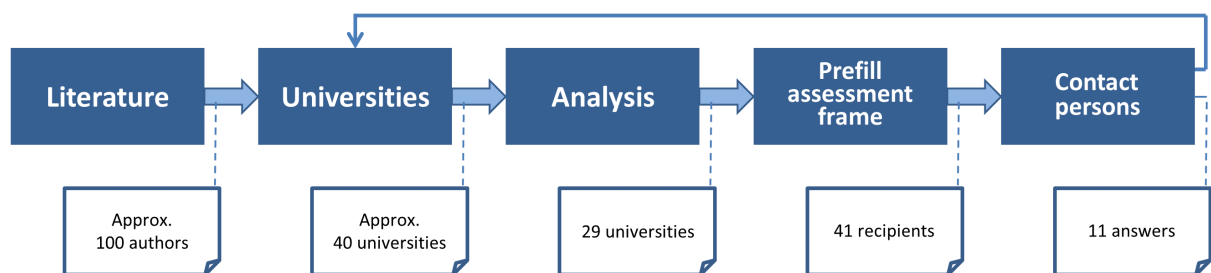 Literature
Universities
Analysis
Prefill
assessment
frame
Contact
persons
Approx.
100 authors
Approx.
40 universities
29 universities
41 recipients
11 answers